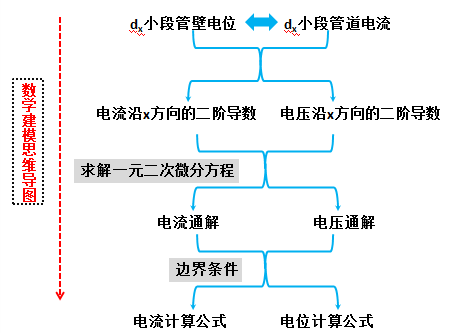 dx小段管壁电位
dx小段管道电流
数学建模思维导图
电流沿x方向的二阶导数
电压沿x方向的二阶导数
求解一元二次微分方程
电流通解
电压通解
边界条件
电流计算公式
电位计算公式